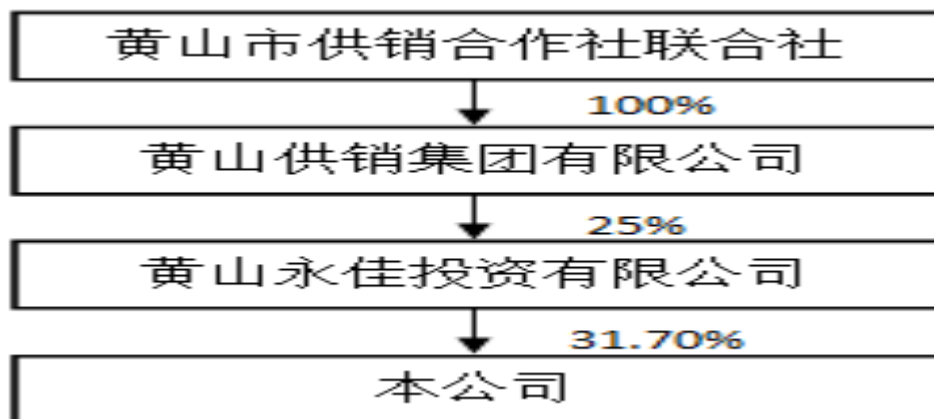 黄山市供销合作社联合社
100%
黄山供销集团有限公司
25%
黄山永佳投资有限公司
31.70%
本公司